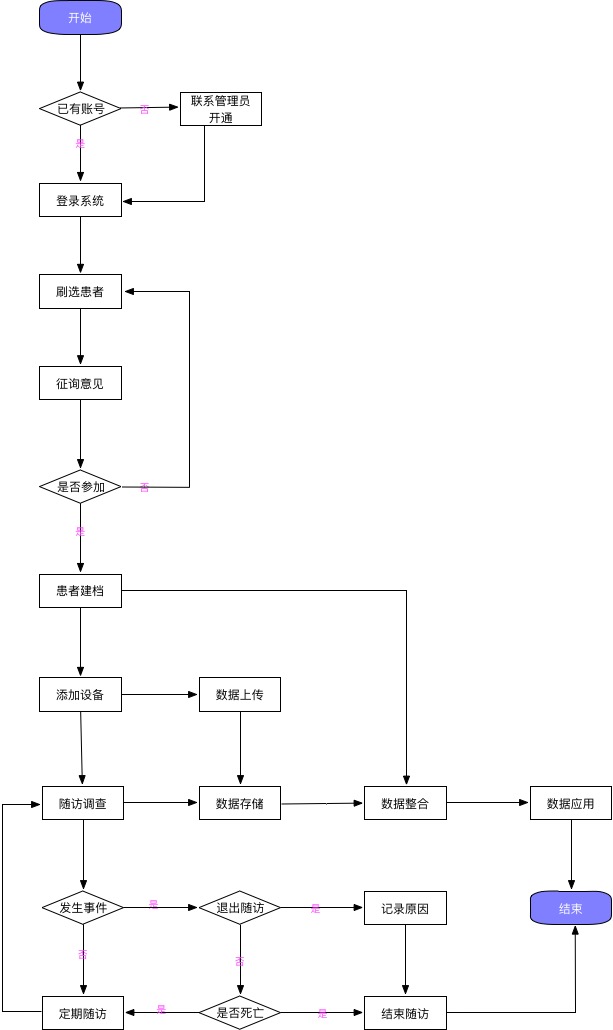 开始
已有账号
否
联系管理员
开通
是
登录系统
刷选患者
征询意见
是否参加
否
是
患者建档
添加设备
数据上传
随访调查
数据存储
数据整合
数据应用
发生事件
是
退出随访
是
记录原因
结束
否
否
定期随访
是
是否死亡
是
结束随访